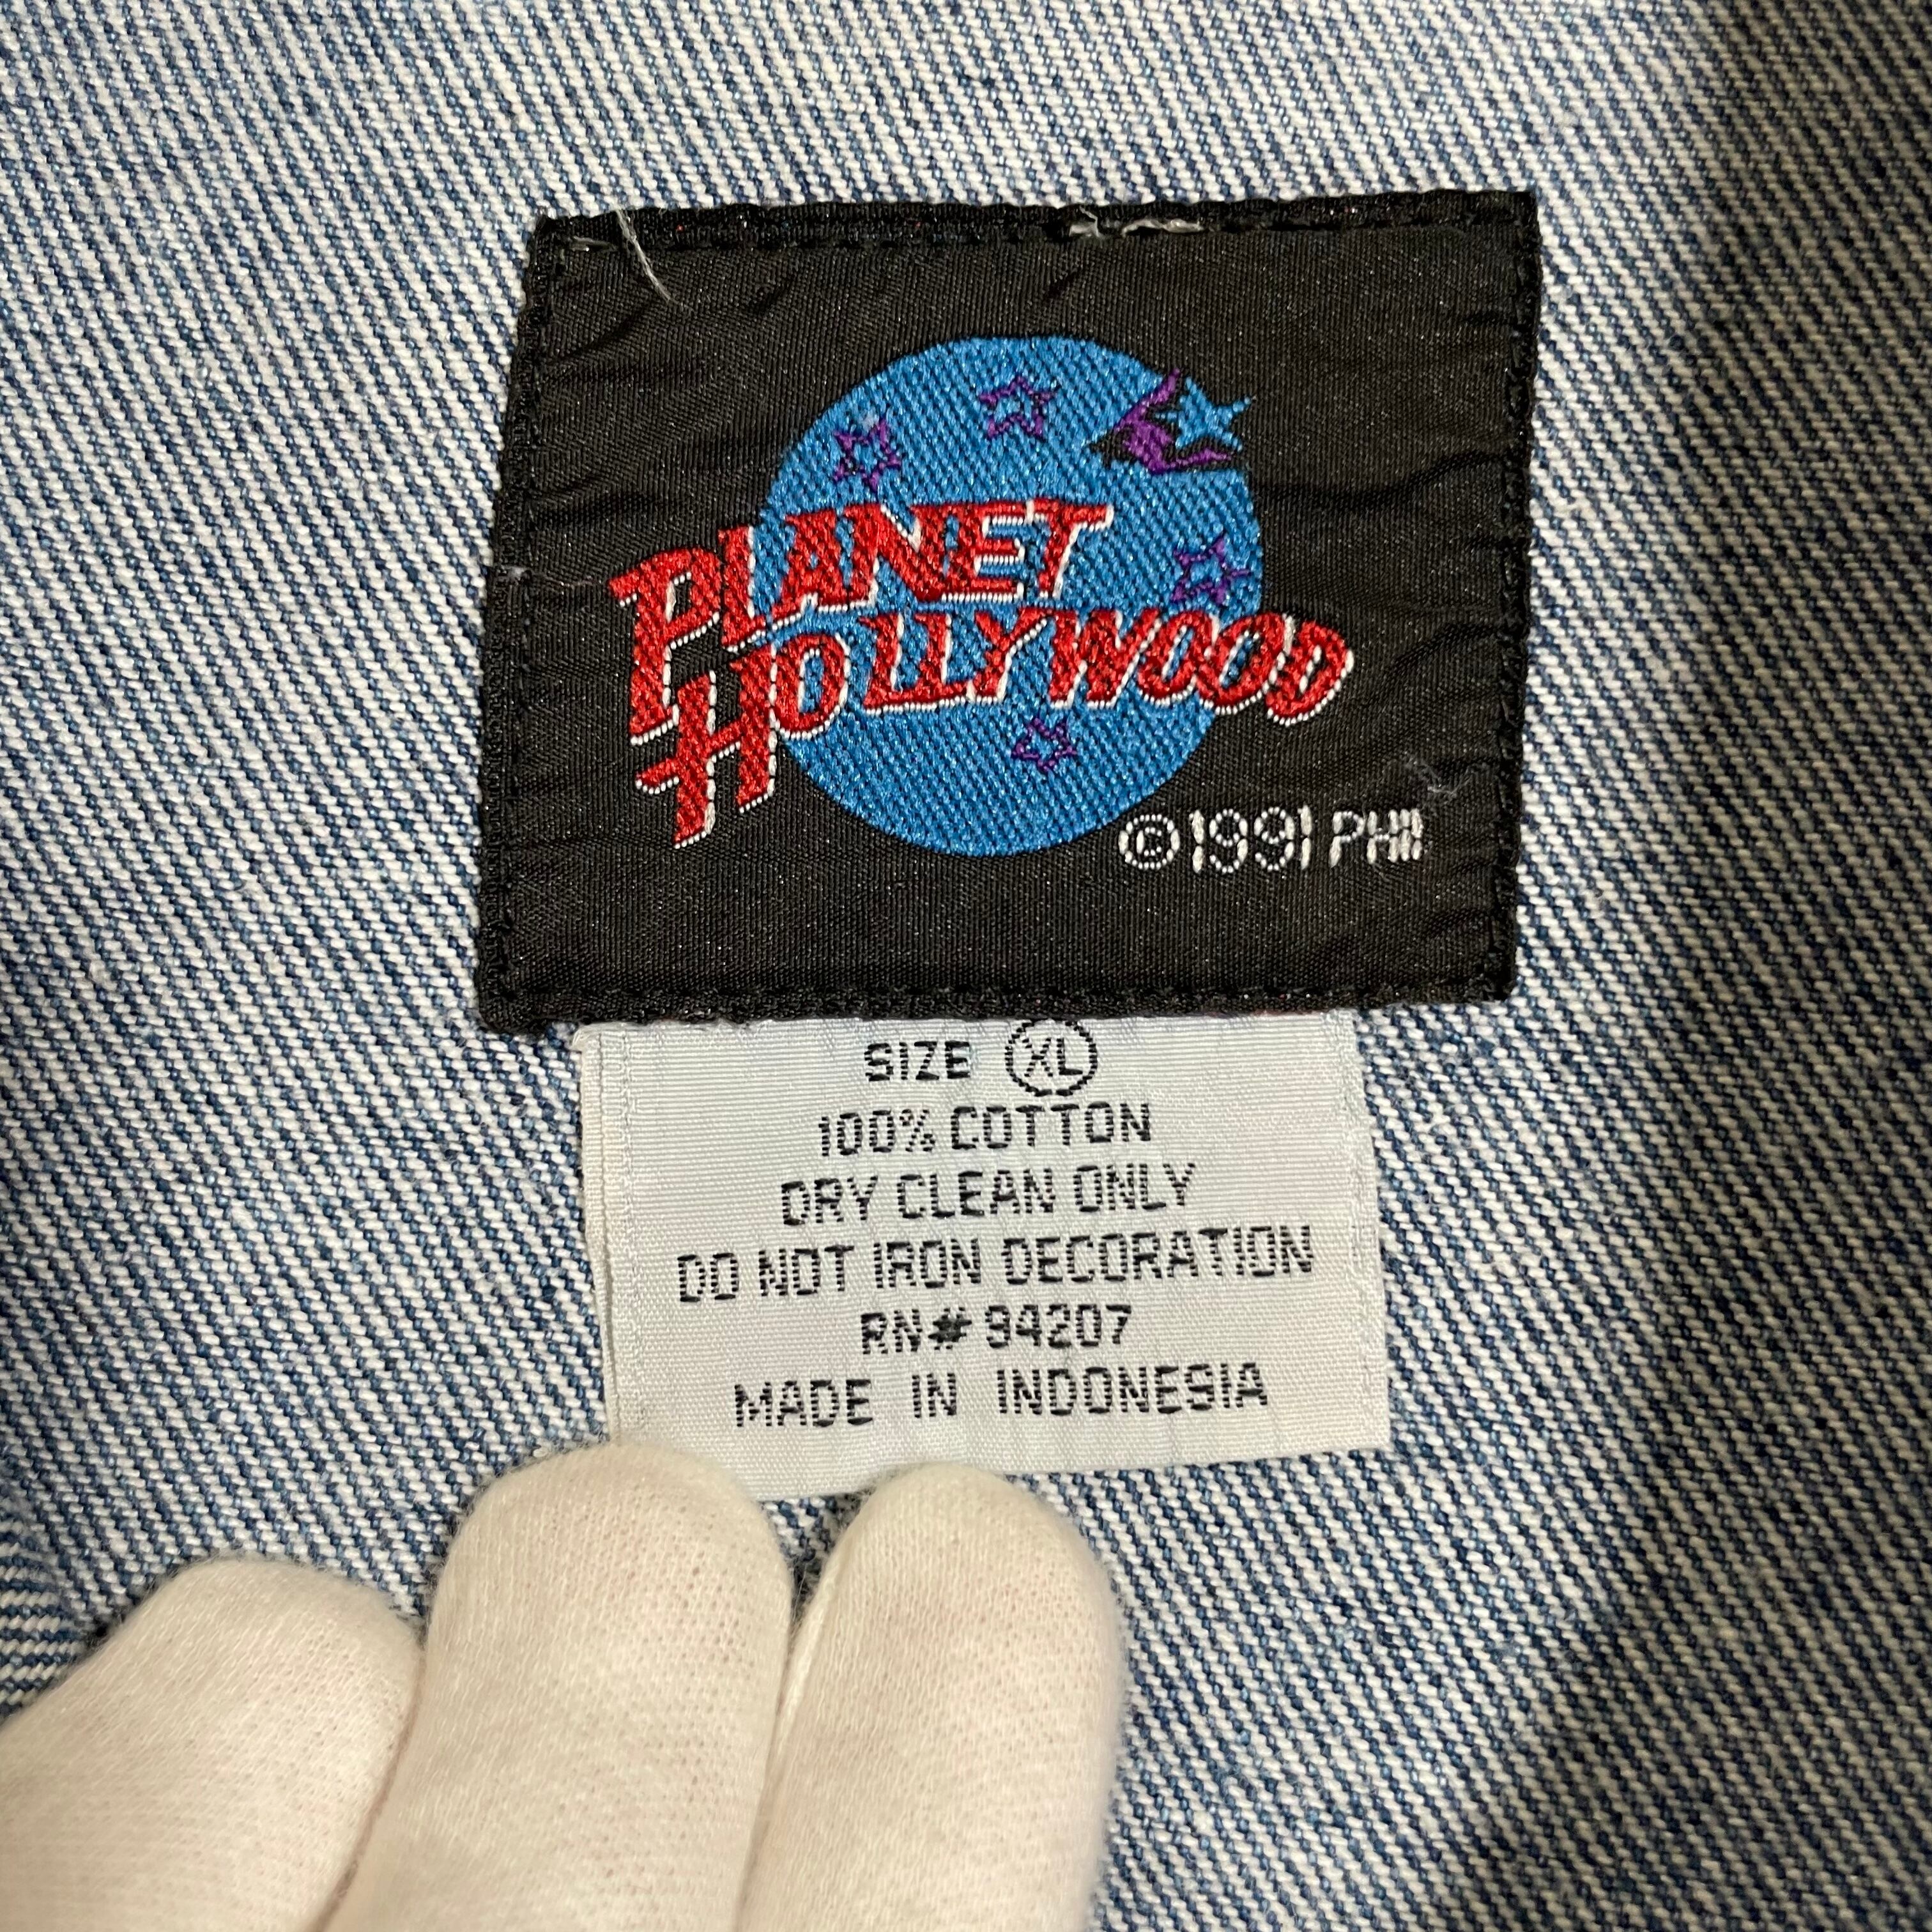 PLANET
HOLLYWOOD
©1991 PHII
SIZE XL
100% COTTON
DRY CLEAN ONLY
DO NOT IRON DECORATION
RN# 94207
MADE IN INDONESIA